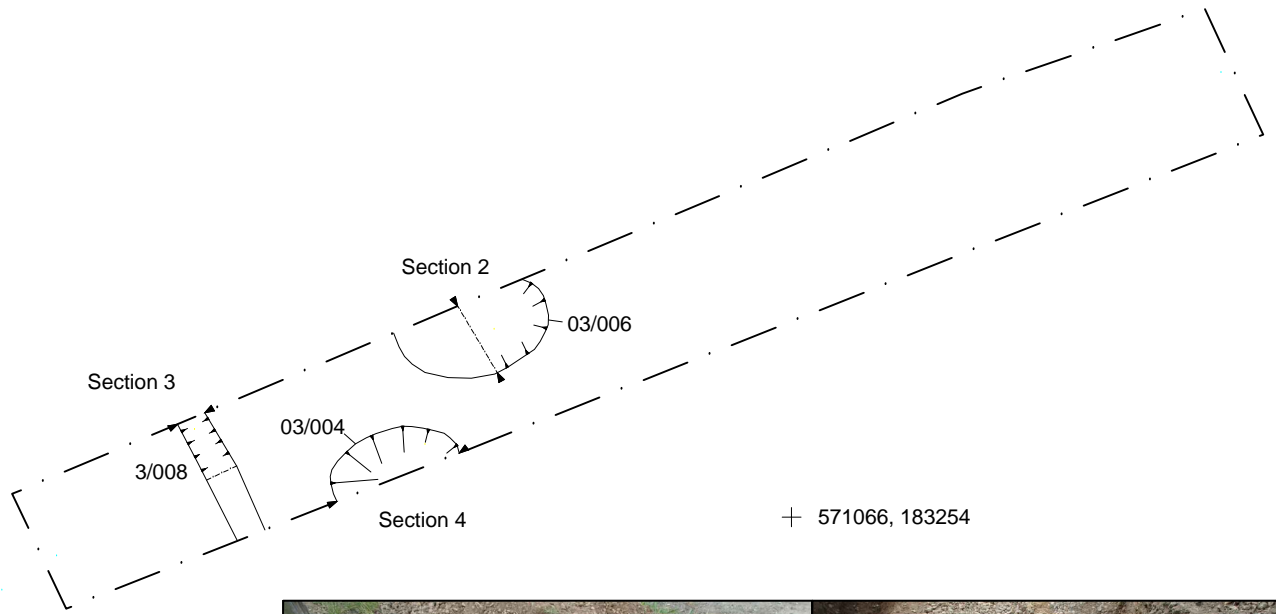 Section 2
03/006
Section 3
03/004
3/008
Section 4
571066, 183254